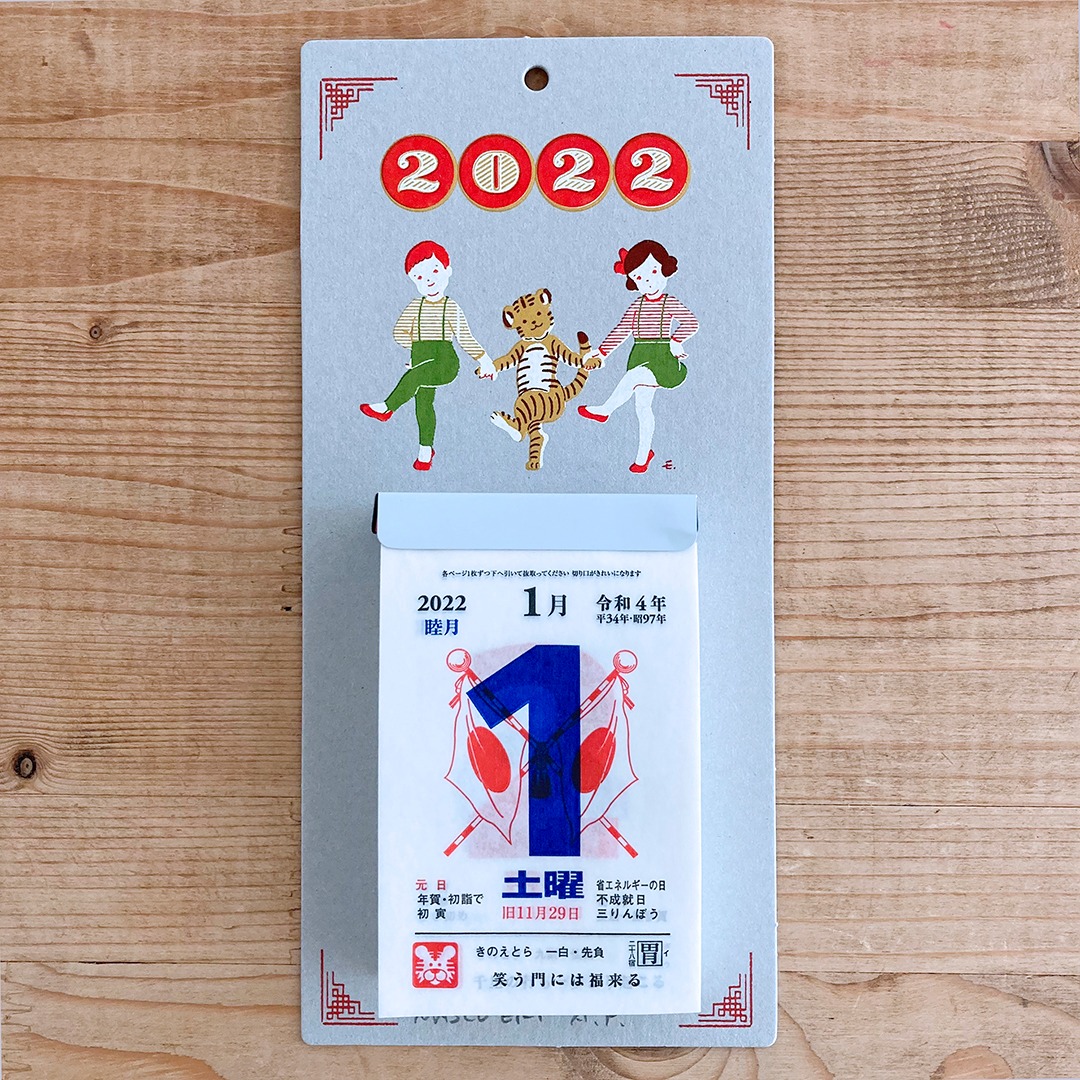 2022
E.
各ページ1枚ずつ下へ引いて抜取ってください 切り口がきれいになります
2022 1月 令和4年
睦月 平34年・昭97年
1
元日 土曜 省エネルギーの日
年賀・初詣で 不成就日
初寅 旧11月29日 三りんぼう
きのえとら 一白・先負 二十八宿 胃 ィ
笑う門には福来る